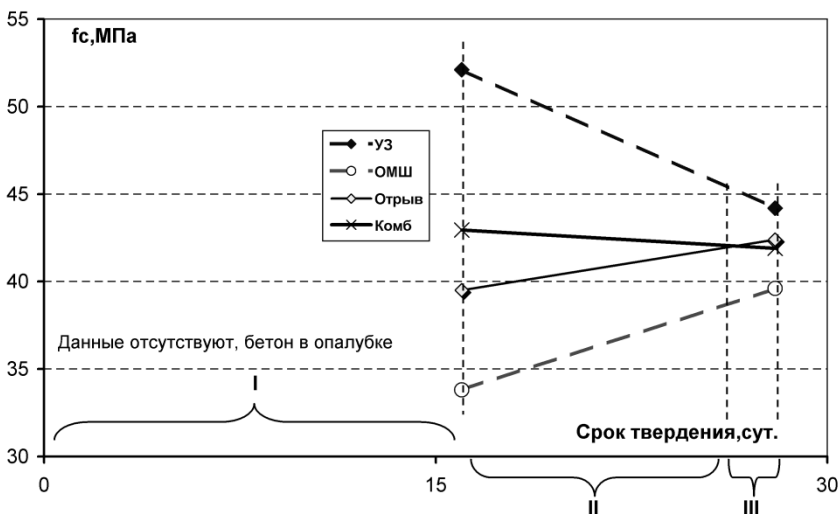 55
fc,МПа
50
УЗ
ОМШ
45
Отрыв
Комб
40
Данные отсутствуют, бетон в опалубке
35
I
Срок твердения,сут.
30
0
15
30
II
III